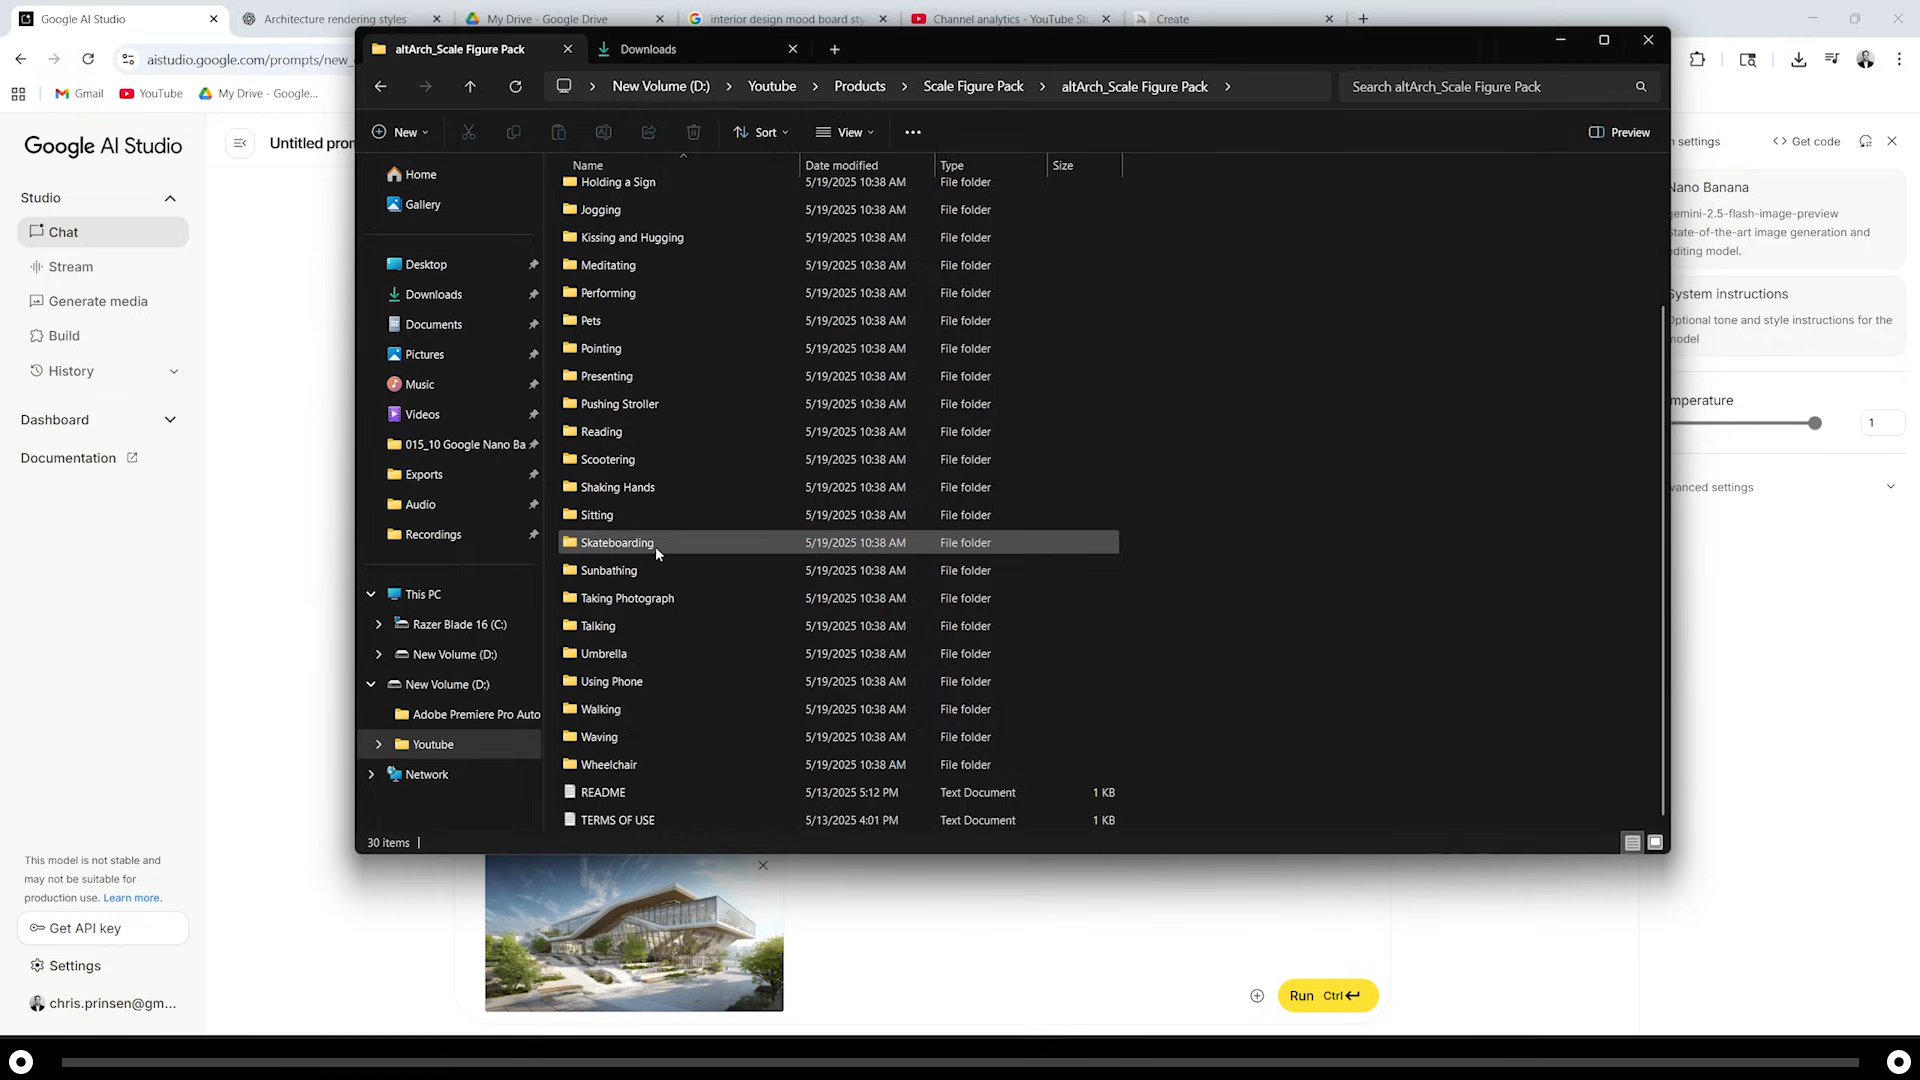 Google AI Studio
Architecture rendering styles
My Drive - Google Drive
interior design mood board sty
Channel analytics - YouTube St
Create
aistudio.google.com/prompts/new_
Gmail
YouTube
My Drive - Google...
altArch_Scale Figure Pack
Downloads
New Volume (D:)
Youtube
Products
Scale Figure Pack
altArch_Scale Figure Pack
Search altArch_Scale Figure Pack
New
Sort
View
Preview
Google AI Studio
Studio
Chat
Stream
Generate media
Build
History
Dashboard
Documentation
This model is not stable and
may not be suitable for
production use. Learn more.
Get API key
Settings
chris.prinsen@gm...
Untitled pro
Home
Gallery
Desktop
Downloads
Documents
Pictures
Music
Videos
015_10 Google Nano Ba
Exports
Audio
Recordings
This PC
Razer Blade 16 (C:)
New Volume (D:)
New Volume (D:)
Adobe Premiere Pro Auto
Youtube
Network
Name Date modified Type Size
Holding a Sign 5/19/2025 10:38 AM File folder
Jogging 5/19/2025 10:38 AM File folder
Kissing and Hugging 5/19/2025 10:38 AM File folder
Meditating 5/19/2025 10:38 AM File folder
Performing 5/19/2025 10:38 AM File folder
Pets 5/19/2025 10:38 AM File folder
Pointing 5/19/2025 10:38 AM File folder
Presenting 5/19/2025 10:38 AM File folder
Pushing Stroller 5/19/2025 10:38 AM File folder
Reading 5/19/2025 10:38 AM File folder
Scootering 5/19/2025 10:38 AM File folder
Shaking Hands 5/19/2025 10:38 AM File folder
Sitting 5/19/2025 10:38 AM File folder
Skateboarding 5/19/2025 10:38 AM File folder
Sunbathing 5/19/2025 10:38 AM File folder
Taking Photograph 5/19/2025 10:38 AM File folder
Talking 5/19/2025 10:38 AM File folder
Umbrella 5/19/2025 10:38 AM File folder
Using Phone 5/19/2025 10:38 AM File folder
Walking 5/19/2025 10:38 AM File folder
Waving 5/19/2025 10:38 AM File folder
Wheelchair 5/19/2025 10:38 AM File folder
README 5/13/2025 5:12 PM Text Document 1 KB
TERMS OF USE 5/13/2025 4:01 PM Text Document 1 KB
30 items
n settings
Get code
Nano Banana
gemini-2.5-flash-image-preview
State-of-the-art image generation and
editing model.
System instructions
Optional tone and style instructions for the
model
mperature
1
vanced settings
Run Ctrl